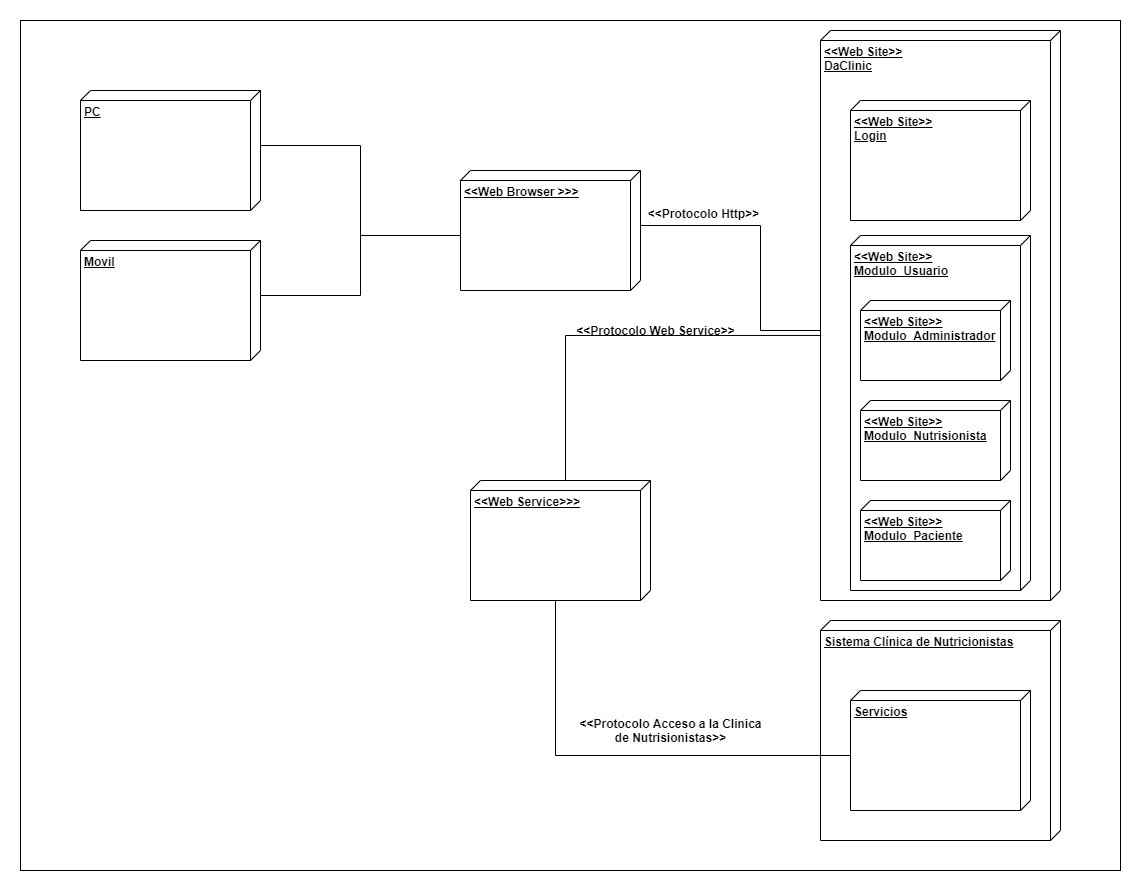 PC
Movil
<<Web Browser >>>
<<Protocolo Http>>
<<Protocolo Web Service>>
<<Web Service>>>
<<Protocolo Acceso a la Clinica
de Nutrisionistas>>
<<Web Site>>
DaClinic
<<Web Site>>
Login
<<Web Site>>
Modulo_Usuario
<<Web Site>>
Modulo_Administrador
<<Web Site>>
Modulo_Nutrisionista
<<Web Site>>
Modulo_Paciente
Sistema Clínica de Nutricionistas
Servicios